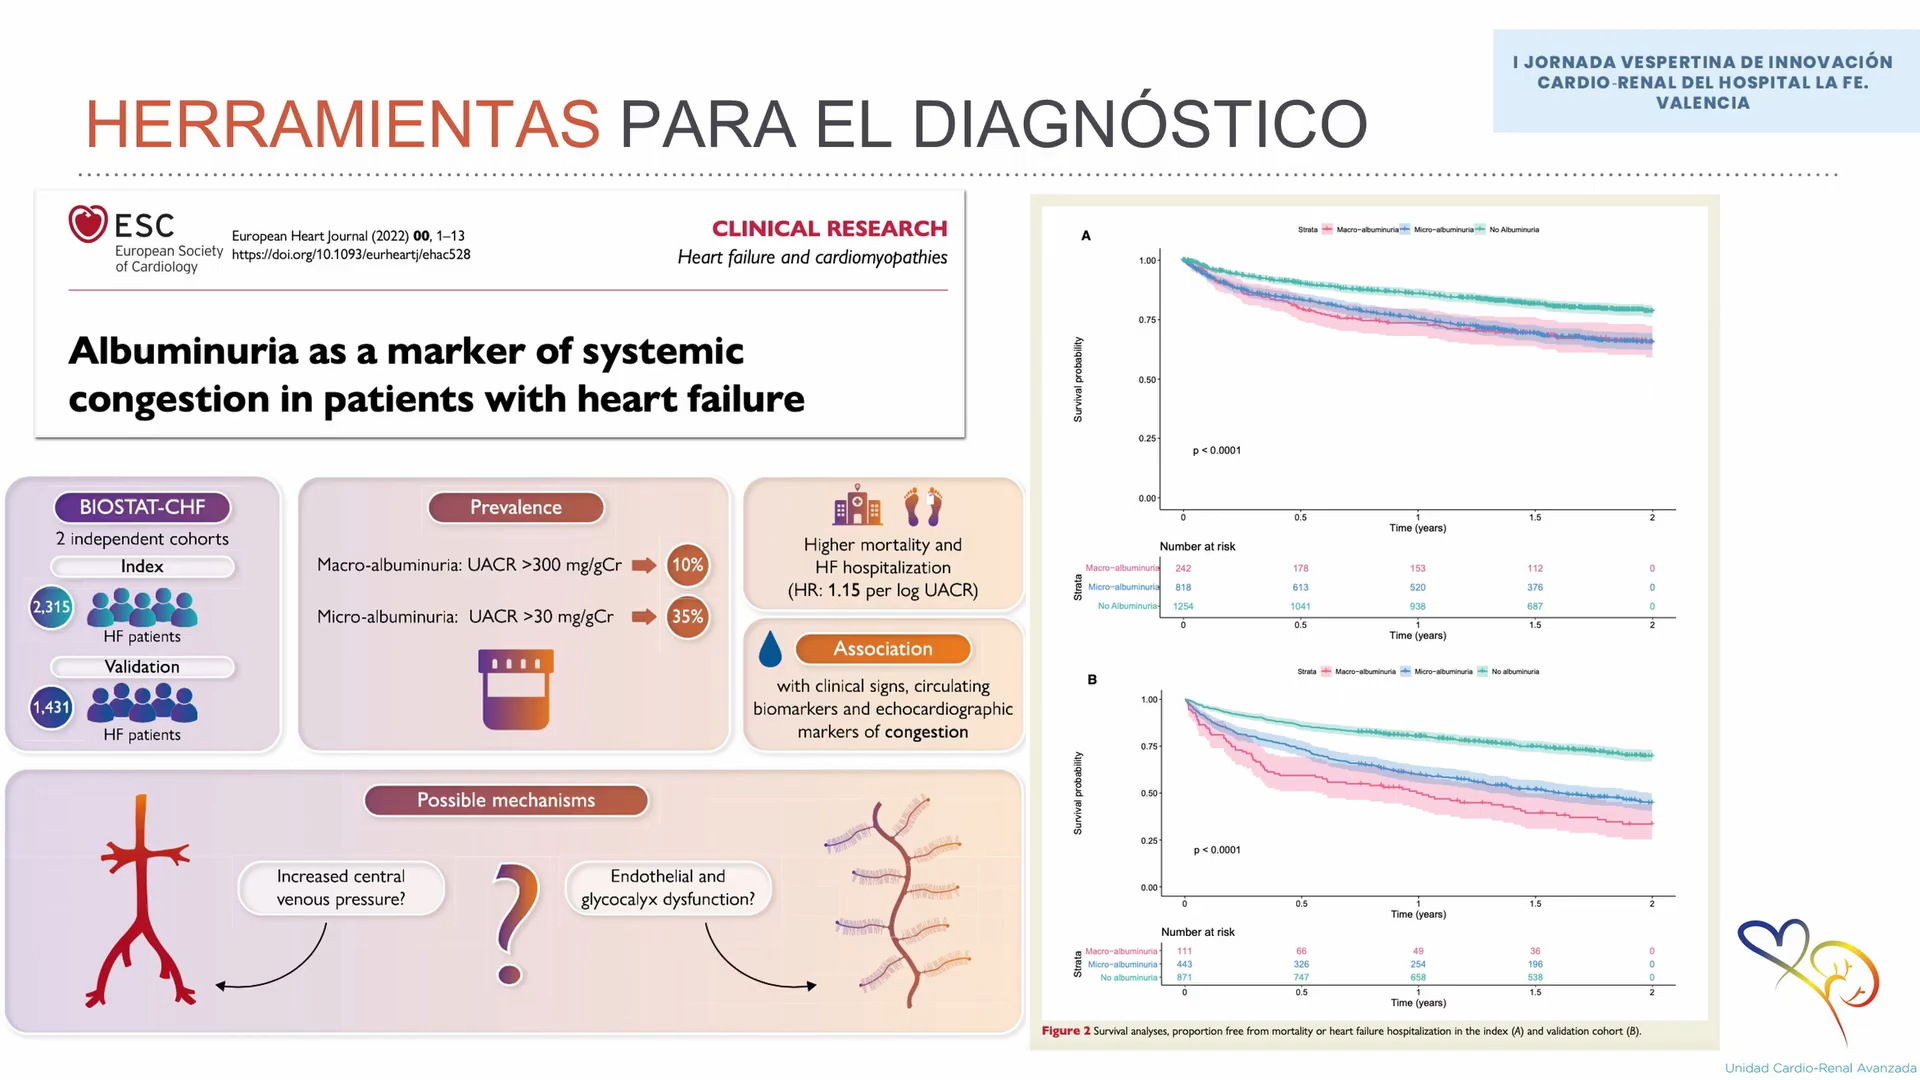 I JORNADA VESPERTINA DE INNOVACIÓN
CARDIO-RENAL DEL HOSPITAL LA FE.
VALENCIA
HERRAMIENTAS PARA EL DIAGNÓSTICO
ESC
European Society
of Cardiology
European Heart Journal (2022) 00, 1–13
https://doi.org/10.1093/eurheartj/ehac528
CLINICAL RESEARCH
Heart failure and cardiomyopathies
Albuminuria as a marker of systemic
congestion in patients with heart failure
BIOSTAT-CHF
2 independent cohorts
Index
2,315
HF patients
Validation
1,431
HF patients
Prevalence
Macro-albuminuria: UACR >300 mg/gCr
10%
Micro-albuminuria: UACR >30 mg/gCr
35%
Higher mortality and
HF hospitalization
(HR: 1.15 per log UACR)
Association
with clinical signs, circulating
biomarkers and echocardiographic
markers of congestion
Possible mechanisms
Increased central
venous pressure?
?
Endothelial and
glycocalyx dysfunction?
A
Strata Macro−albuminuria Micro−albuminuria No Albuminuria
Survival probability
1.00
0.75
0.50
0.25
0.00
p < 0.0001
0 0.5 1 1.5 2
Time (years)
Number at risk
Strata
Macro−albuminuria 242 178 153 112 0
Micro−albuminuria 818 613 520 376 0
No Albuminuria 1254 1041 938 687 0
0 0.5 1 1.5 2
Time (years)
B
Strata Macro−albuminuria Micro−albuminuria No albuminuria
Survival probability
1.00
0.75
0.50
0.25
0.00
p < 0.0001
0 0.5 1 1.5 2
Time (years)
Number at risk
Strata
Macro−albuminuria 111 66 49 36 0
Micro−albuminuria 443 326 254 196 0
No albuminuria 871 747 658 538 0
0 0.5 1 1.5 2
Time (years)
Figure 2 Survival analyses, proportion free from mortality or heart failure hospitalization in the index (A) and validation cohort (B).
Unidad Cardio-Renal Avanzada